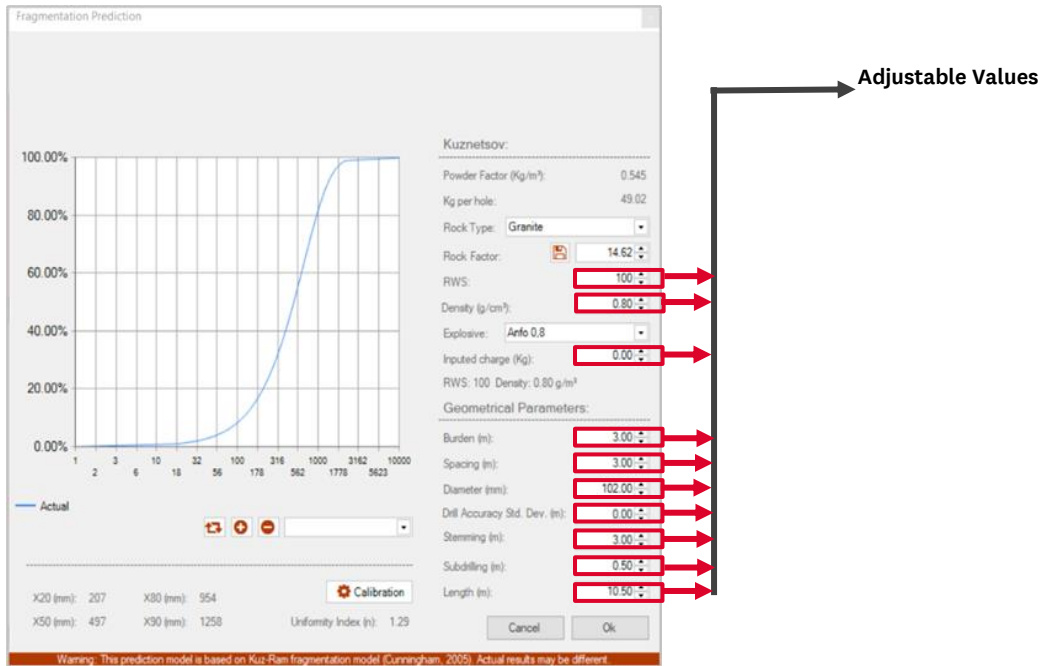 Fragmentation Prediction
Adjustable Values
Kuznetsov:
100.00%
Powder Factor (Kg/m³): 0.545
Kg per hole: 49.02
80.00%
Rock Type: Granite
Rock Factor: 14.62
60.00%
RWS: 100
Density (g/cm³): 0.80
40.00%
Explosive: Anfo 0,8
Inputed charge (Kg): 0.00
20.00%
RWS: 100 Density: 0.80 g/m³
Geometrical Parameters:
0.00%
Burden (m): 3.00
1 3 10 32 100 316 1000 3162 10000
2 6 18 56 178 562 1778 5623
Spacing (m): 3.00
Diameter (mm): 102.00
Actual
Drill Accuracy Std. Dev. (m): 0.00
Stemming (m): 3.00
Subdrilling (m): 0.50
Calibration
Length (m): 10.50
X20 (mm): 207 X80 (mm): 954
X50 (mm): 497 X90 (mm): 1258 Uniformity Index (n): 1.29
Cancel Ok
Warning: This prediction model is based on Kuz-Ram fragmentation model (Cunningham, 2005). Actual results may be different.